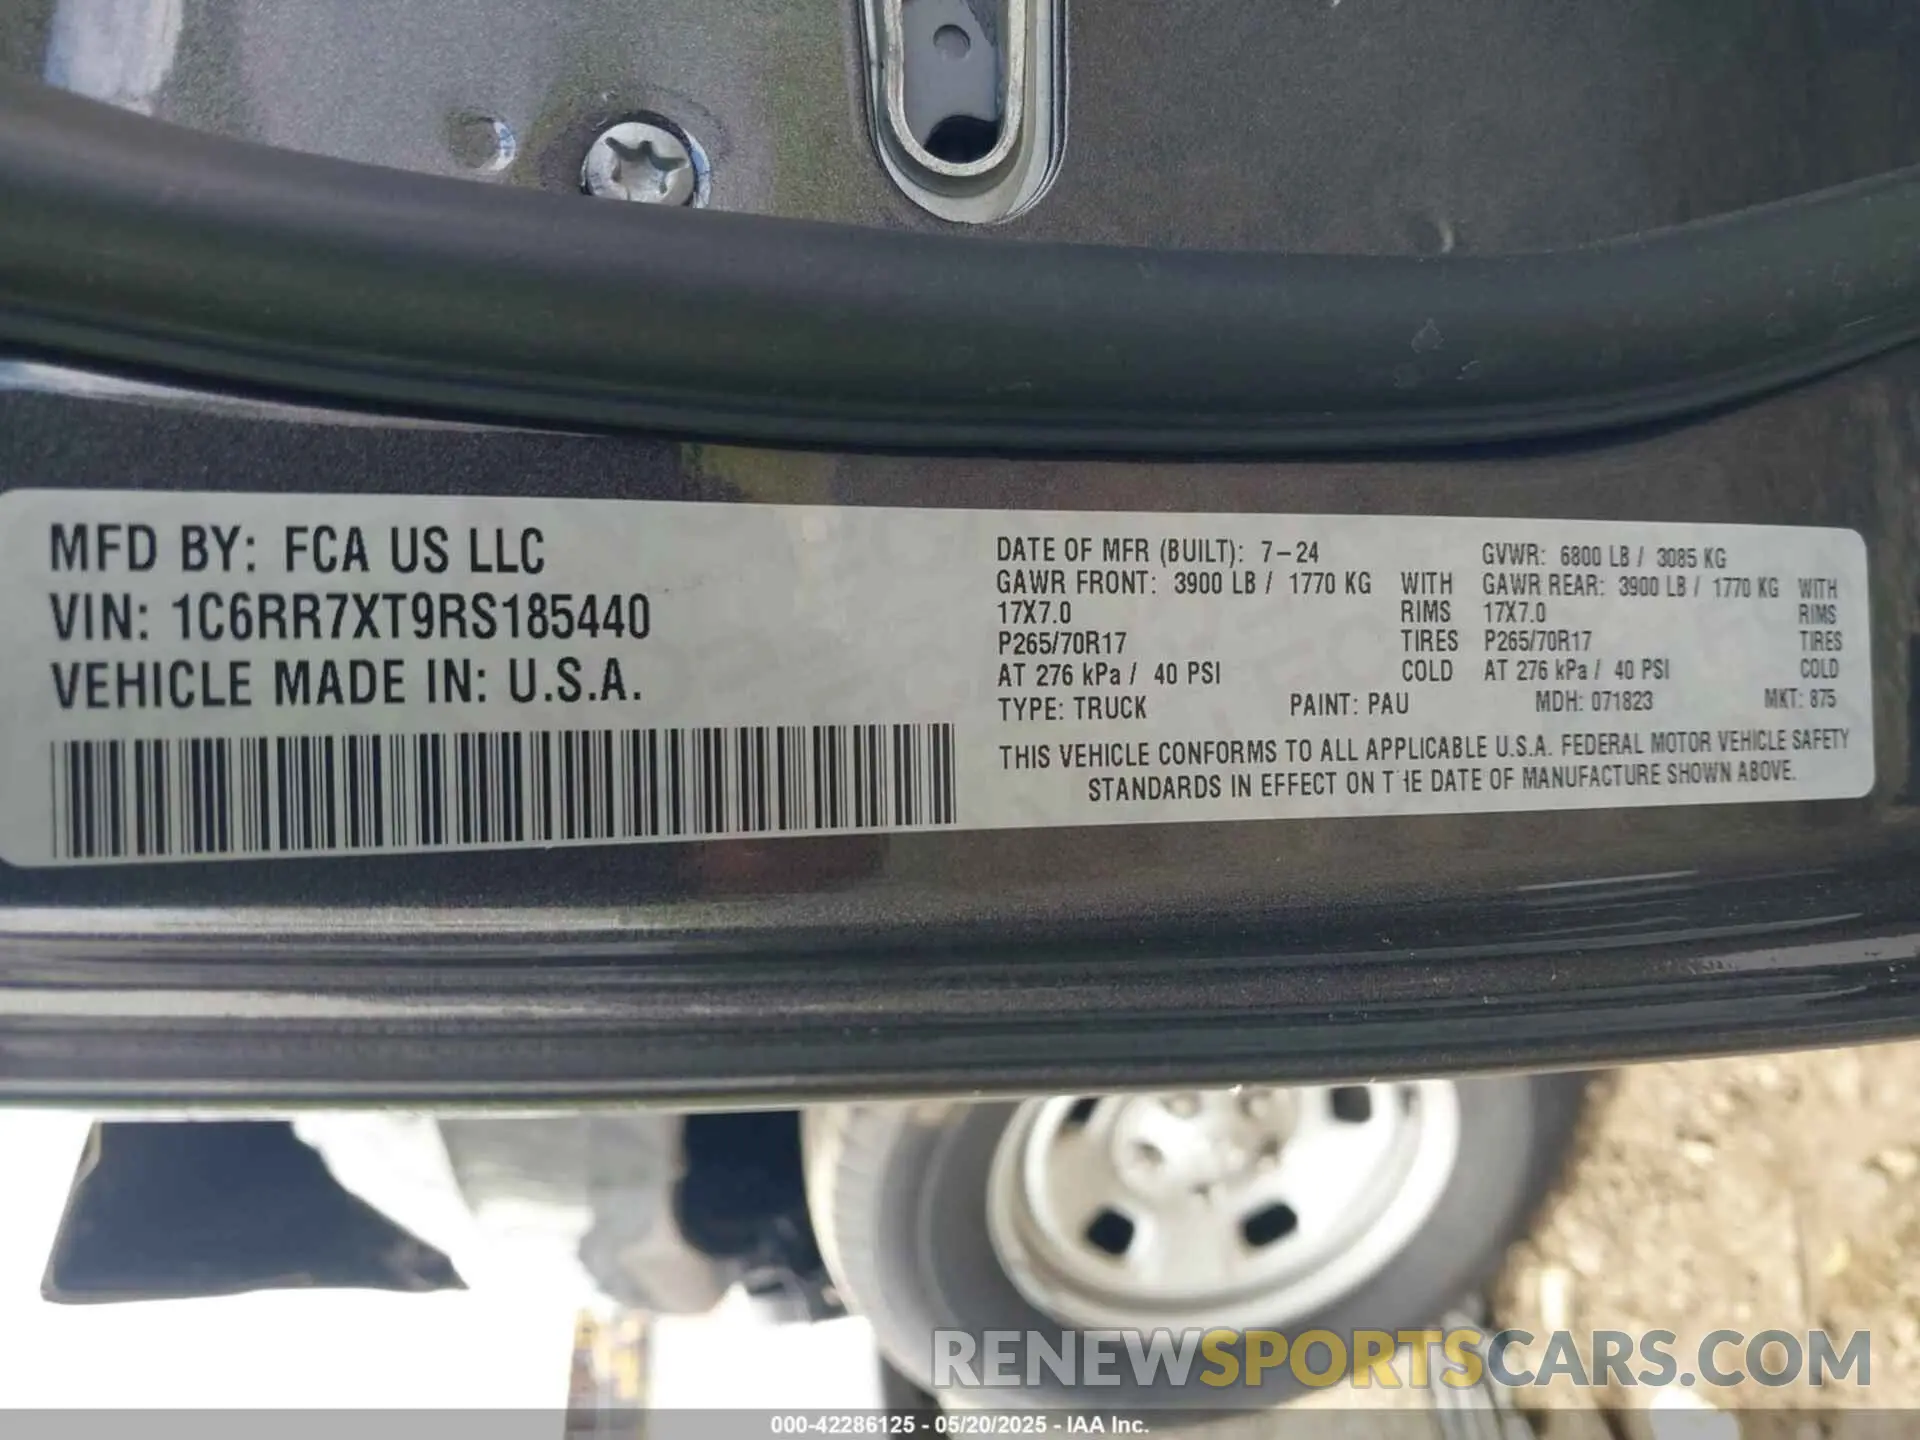 MFD BY: FCA US LLC
VIN: 1C6RR7XT9RS185440
VEHICLE MADE IN: U.S.A.
DATE OF MFR (BUILT): 7-24 GVWR: 6800 LB / 3085 KG
GAWR FRONT: 3900 LB / 1770 KG WITH GAWR REAR: 3900 LB / 1770 KG WITH
17X7.0 RIMS 17X7.0 RIMS
P265/70R17 TIRES P265/70R17 TIRES
AT 276 kPa / 40 PSI COLD AT 276 kPa / 40 PSI COLD
TYPE: TRUCK PAINT: PAU MDH: 071823 MKT: 875
THIS VEHICLE CONFORMS TO ALL APPLICABLE U.S.A. FEDERAL MOTOR VEHICLE SAFETY
STANDARDS IN EFFECT ON THE DATE OF MANUFACTURE SHOWN ABOVE.
RENEWSPORTSCARS.COM
000-42286125 - 05/20/2025 - IAA Inc.